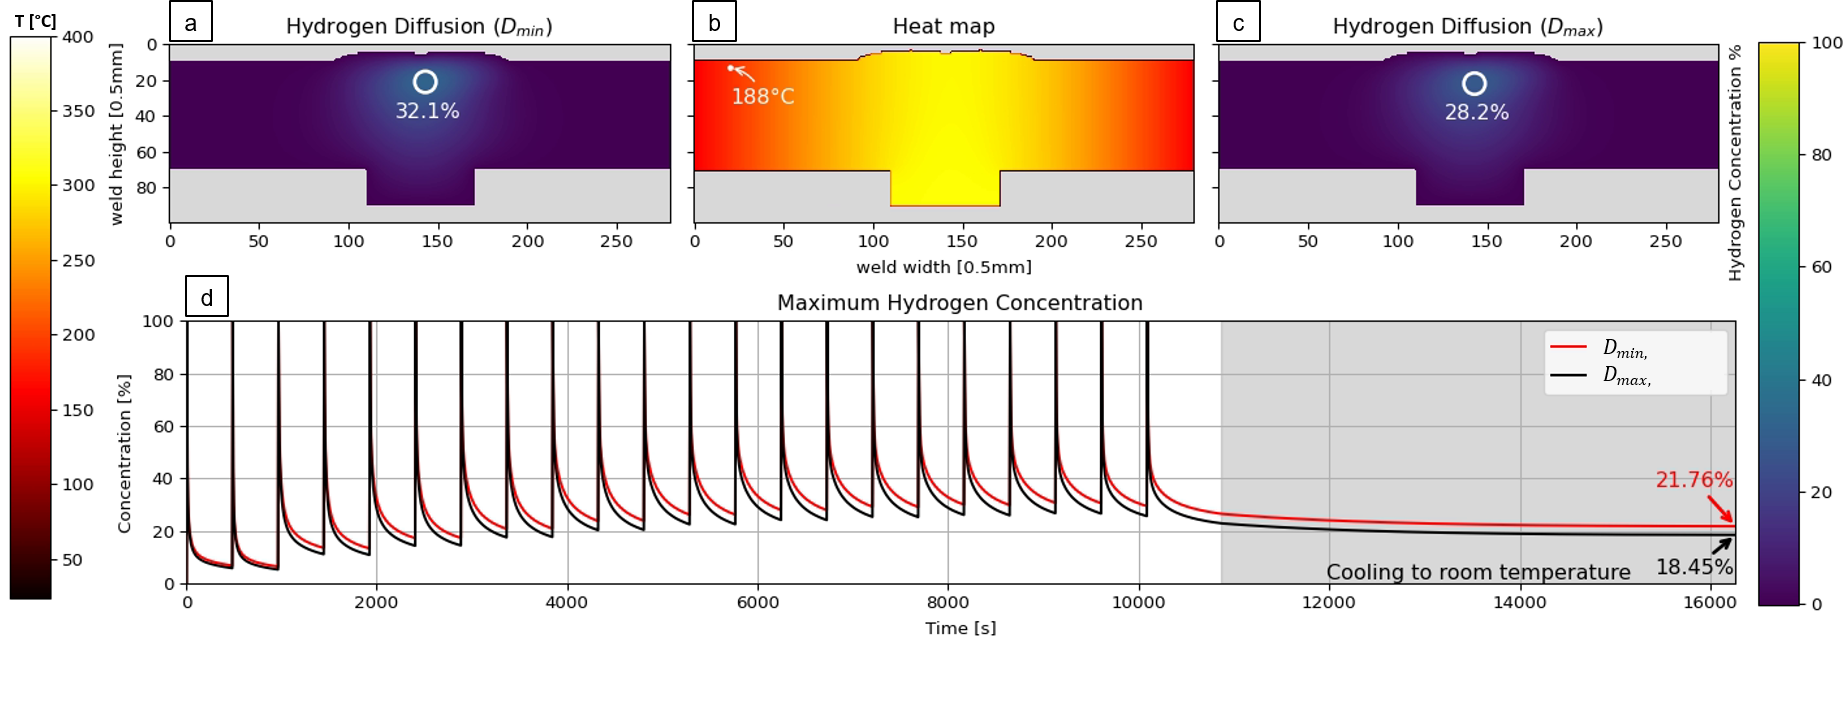 T [°C]
400
350
300
250
200
150
100
50
a
Hydrogen Diffusion (Dmin)
weld height [0.5mm]
0
20
40
60
80
32.1%
0 50 100 150 200 250
b
Heat map
188°C
0 50 100 150 200 250
weld width [0.5mm]
c
Hydrogen Diffusion (Dmax)
28.2%
0 50 100 150 200 250
Hydrogen Concentration %
100
80
60
40
20
0
d
Maximum Hydrogen Concentration
Concentration [%]
100
80
60
40
20
0
Dmin,
Dmax,
21.76%
18.45%
Cooling to room temperature
0 2000 4000 6000 8000 10000 12000 14000 16000
Time [s]